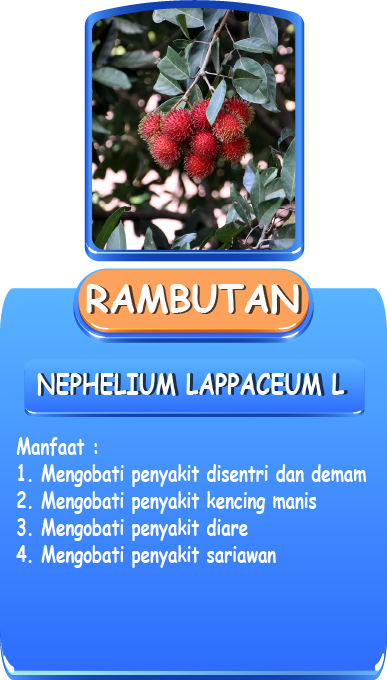 RAMBUTAN
NEPHELIUM LAPPACEUM L
Manfaat :
1. Mengobati penyakit disentri dan demam
2. Mengobati penyakit kencing manis
3. Mengobati penyakit diare
4. Mengobati penyakit sariawan